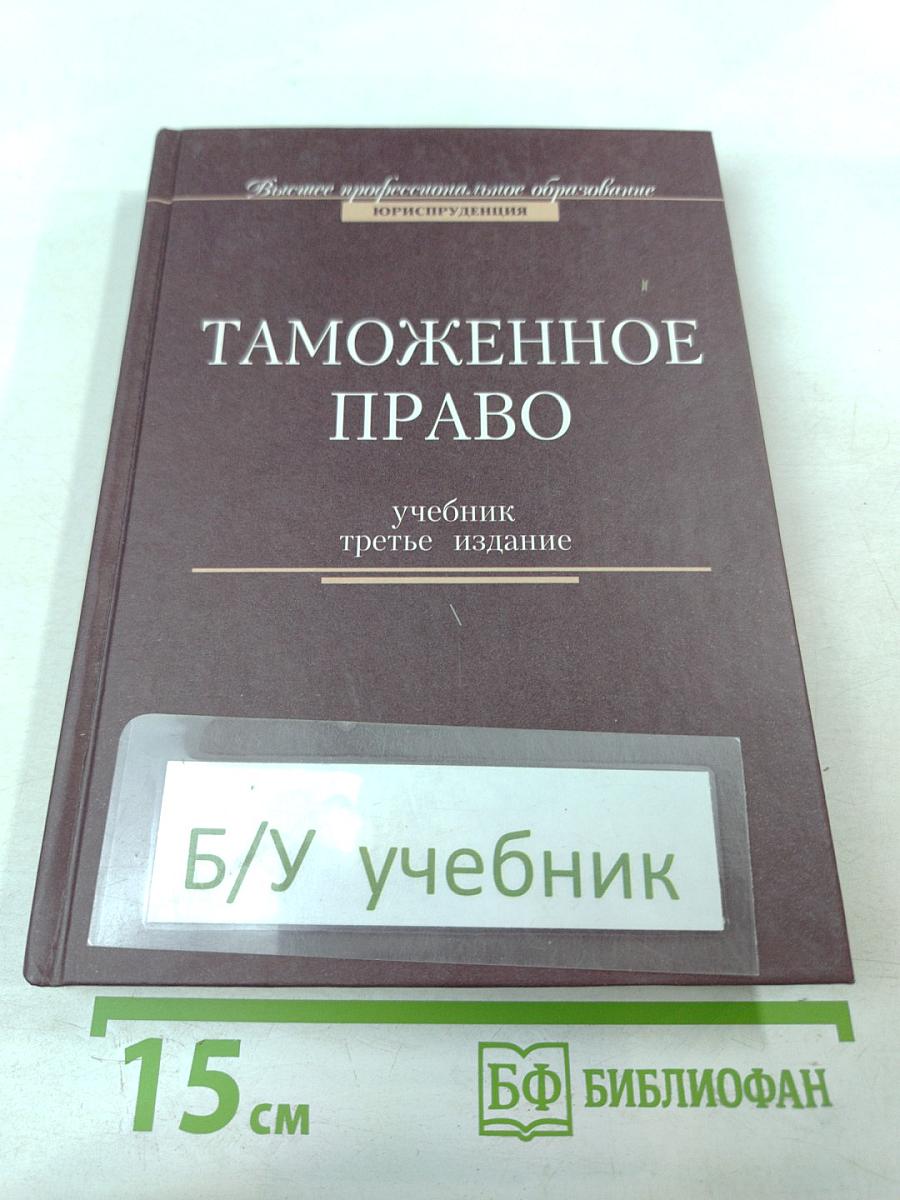 Высшее профессиональное образование
ЮРИСПРУДЕНЦИЯ
ТАМОЖЕННОЕ
ПРАВО
учебник
третье издание
Б/У учебник
15 см
БФ БИБЛИОФАН